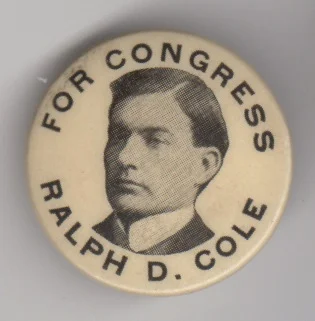 FOR CONGRESS
RALPH D. COLE